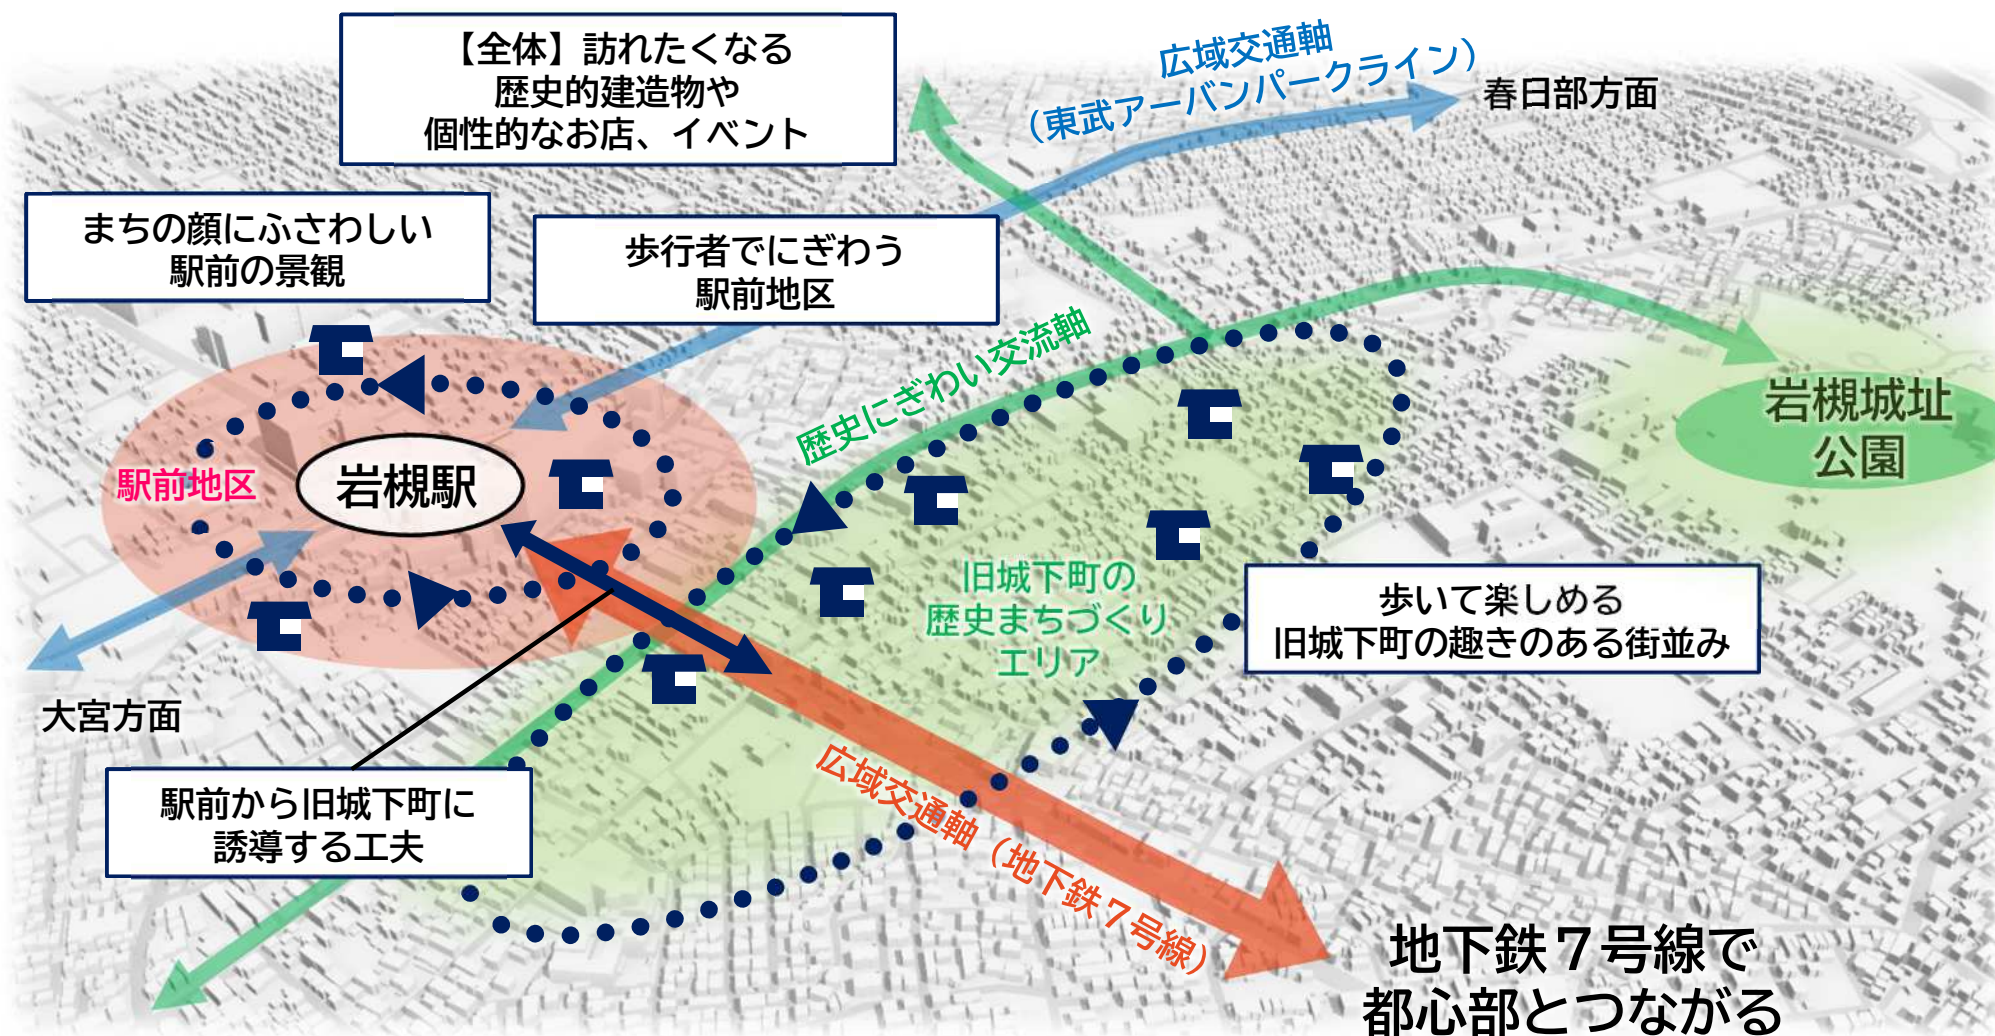 【全体】訪れたくなる
歴史的建造物や
個性的なお店、イベント
広域交通軸
（東武アーバンパークライン）
春日部方面
まちの顔にふさわしい
駅前の景観
歩行者でにぎわう
駅前地区
歴史にぎわい交流軸
岩槻城址
公園
駅前地区
岩槻駅
旧城下町の
歴史まちづくり
エリア
歩いて楽しめる
旧城下町の趣きのある街並み
大宮方面
駅前から旧城下町に
誘導する工夫
広域交通軸（地下鉄７号線）
地下鉄７号線で
都心部とつながる